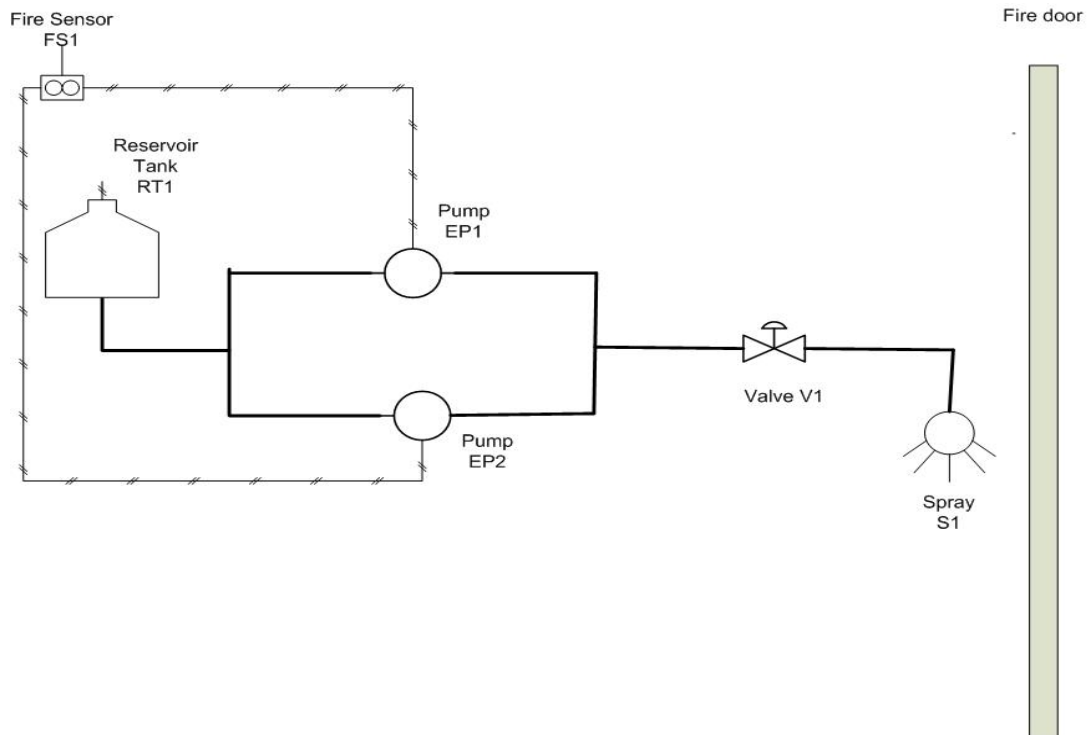 Fire Sensor
FS1
Fire door
Reservoir
Tank
RT1
Pump
EP1
Valve V1
Pump
EP2
Spray
S1